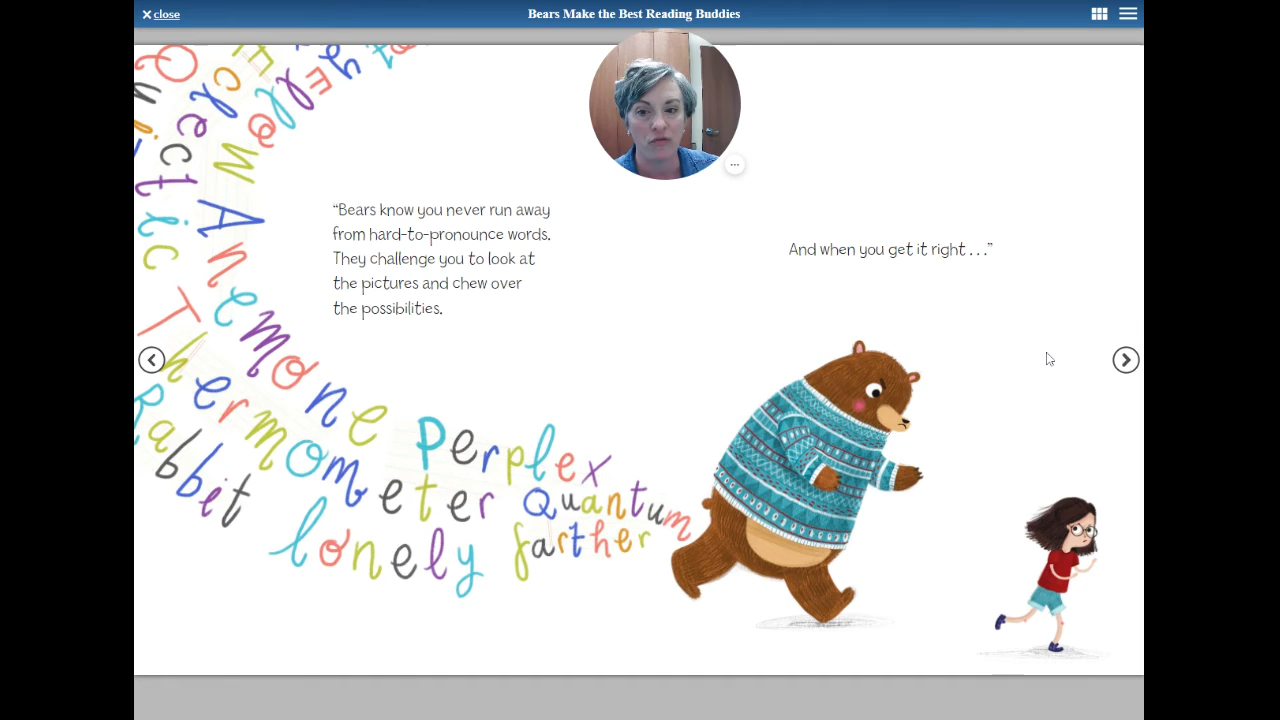 close
Bears Make the Best Reading Buddies
“Bears know you never run away
from hard-to-pronounce words.
They challenge you to look at
the pictures and chew over
the possibilities.
And when you get it right . . .”
Yellow
Eclectic
Anemone
Thermometer
Rabbit
Perplex
Quantum
lonely
farther